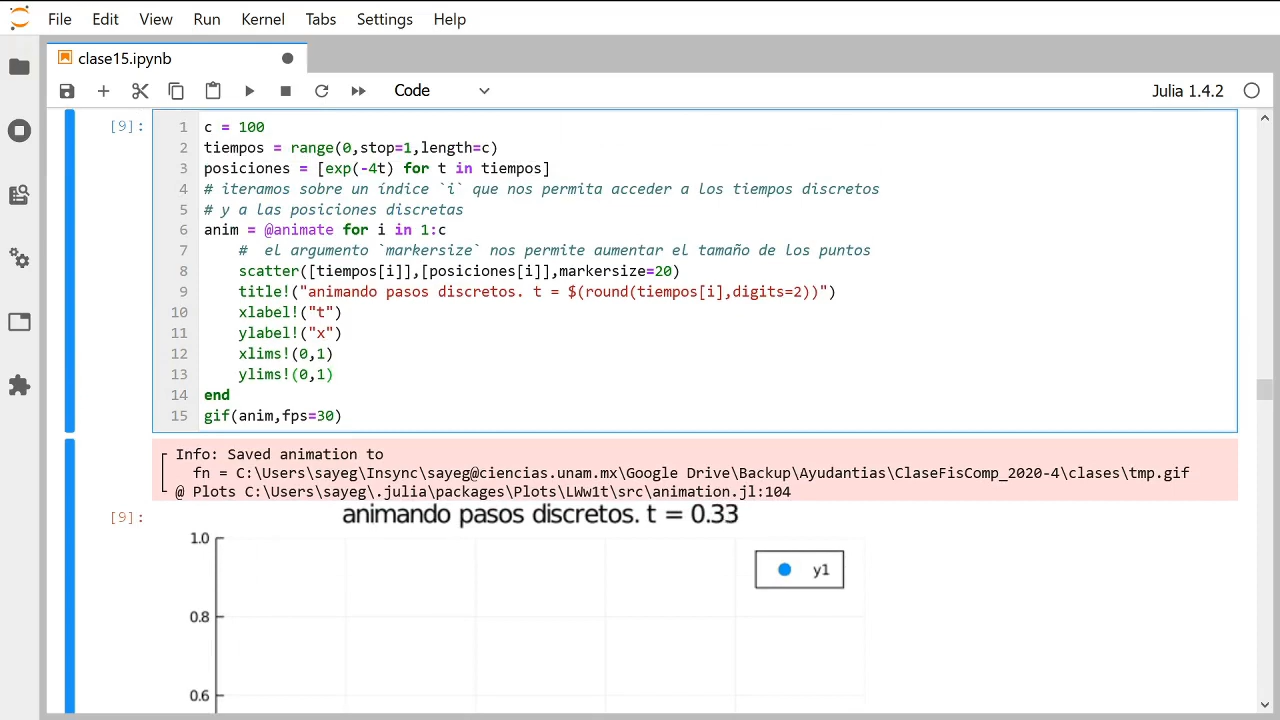 File Edit View Run Kernel Tabs Settings Help
clase15.ipynb
Code Julia 1.4.2
[9]:
1 c = 100
2 tiempos = range(0,stop=1,length=c)
3 posiciones = [exp(-4t) for t in tiempos]
4 # iteramos sobre un índice `i` que nos permita acceder a los tiempos discretos
5 # y a las posiciones discretas
6 anim = @animate for i in 1:c
7 #  el argumento `markersize` nos permite aumentar el tamaño de los puntos
8 scatter([tiempos[i]],[posiciones[i]],markersize=20)
9 title!("animando pasos discretos. t = $(round(tiempos[i],digits=2))")
10 xlabel!("t")
11 ylabel!("x")
12 xlims!(0,1)
13 ylims!(0,1)
14 end
15 gif(anim,fps=30)
Info: Saved animation to
fn = C:\Users\sayeg\Insync\sayeg@ciencias.unam.mx\Google Drive\Backup\Ayudantias\ClaseFisComp_2020-4\clases\tmp.gif
@ Plots C:\Users\sayeg\.julia\packages\Plots\LWw1t\src\animation.jl:104
[9]:
animando pasos discretos. t = 0.33
1.0
y1
0.8
0.6